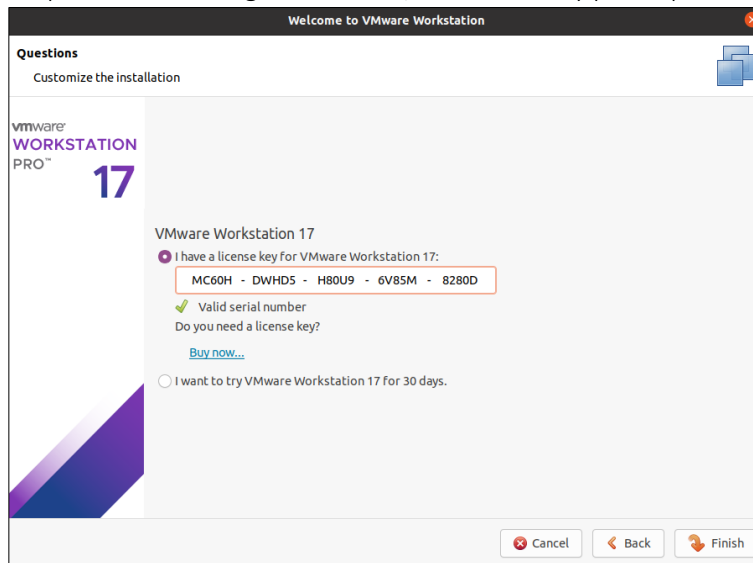 Welcome to VMware Workstation
Questions
Customize the installation
vmware
WORKSTATION
PRO™
17
VMware Workstation 17
I have a license key for VMware Workstation 17:
MC60H - DWHD5 - H80U9 - 6V85M - 8280D
Valid serial number
Do you need a license key?
Buy now...
I want to try VMware Workstation 17 for 30 days.
Cancel Back Finish